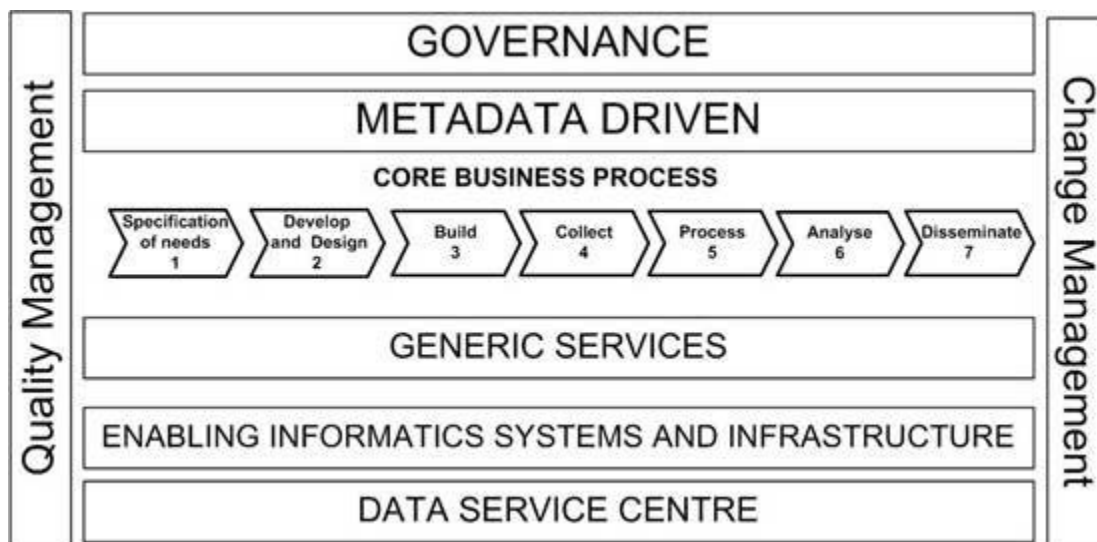 Quality Management
GOVERNANCE
METADATA DRIVEN
CORE BUSINESS PROCESS
Specification
of needs
1
Develop
and Design
2
Build
3
Collect
4
Process
5
Analyse
6
Disseminate
7
GENERIC SERVICES
ENABLING INFORMATICS SYSTEMS AND INFRASTRUCTURE
DATA SERVICE CENTRE
Change Management